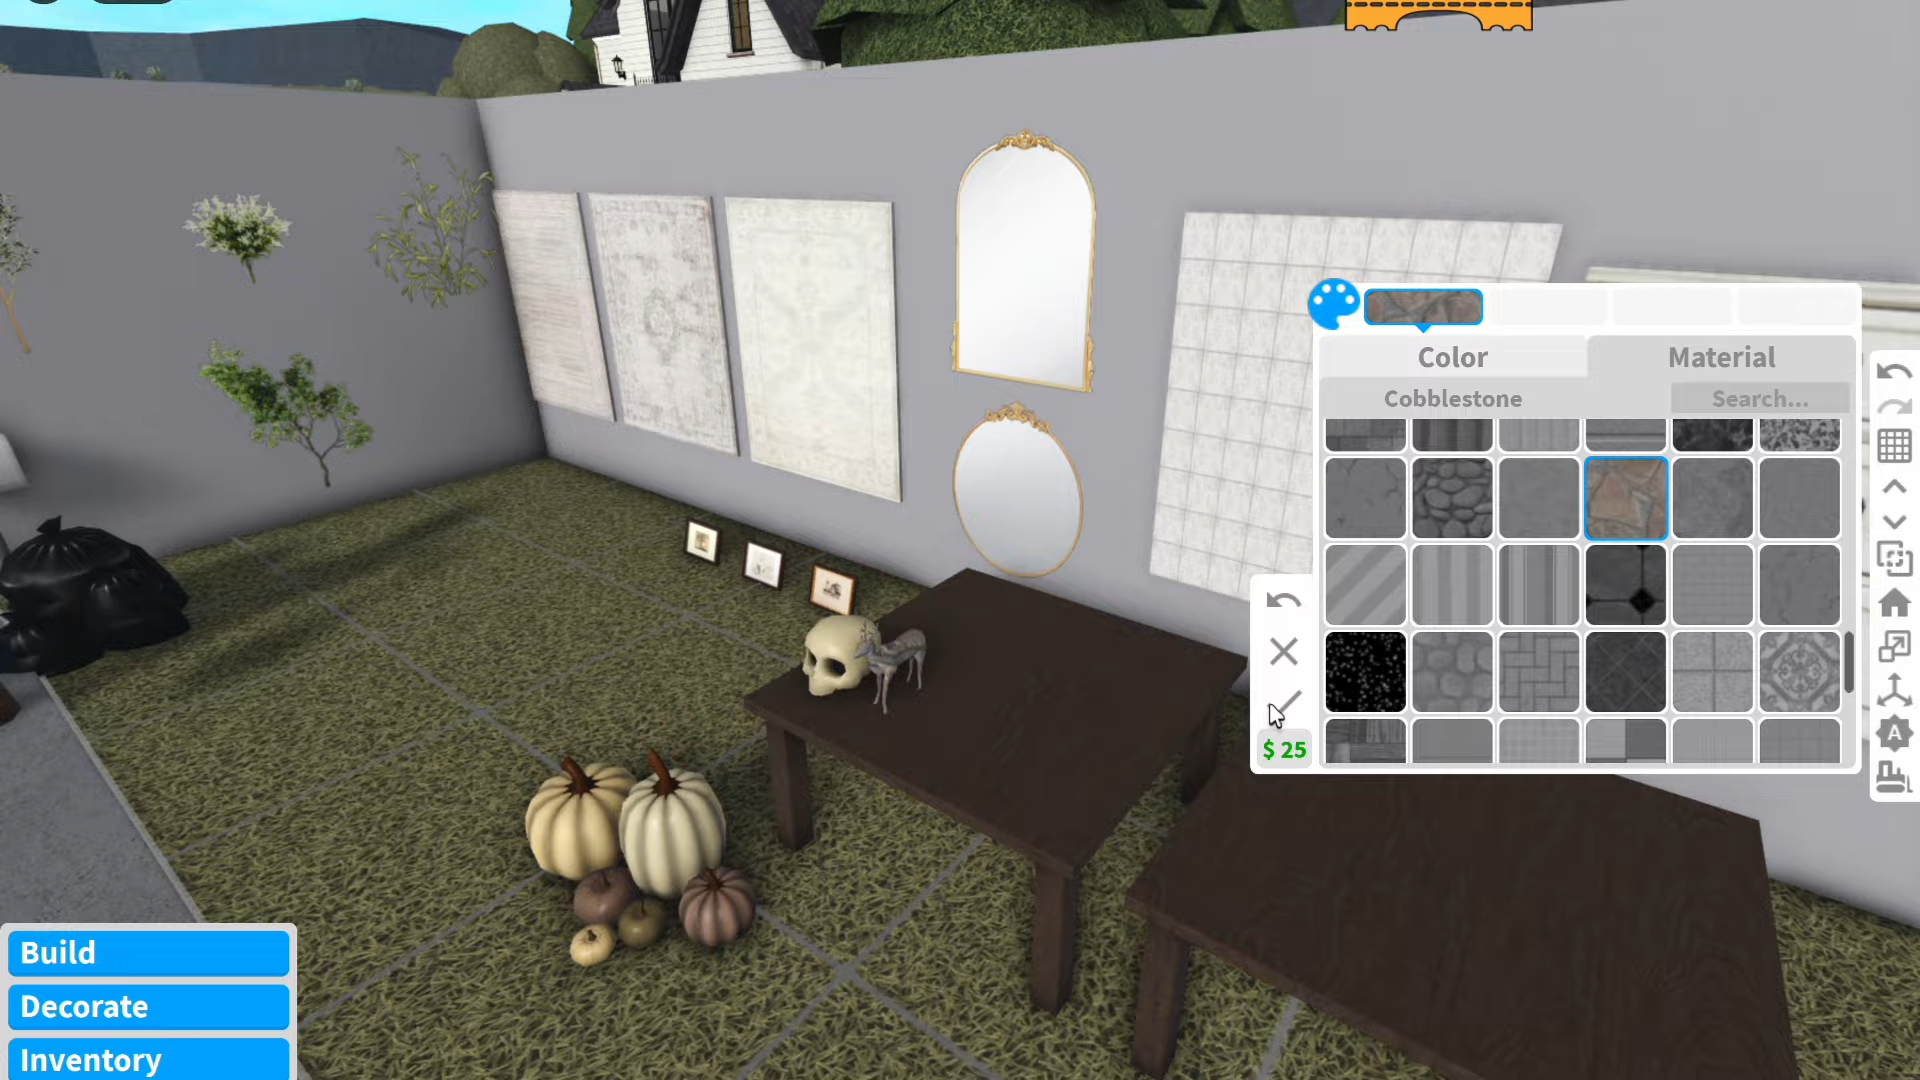 Color
Material
Cobblestone
Search...
$ 25
A
Build
Decorate
Inventory